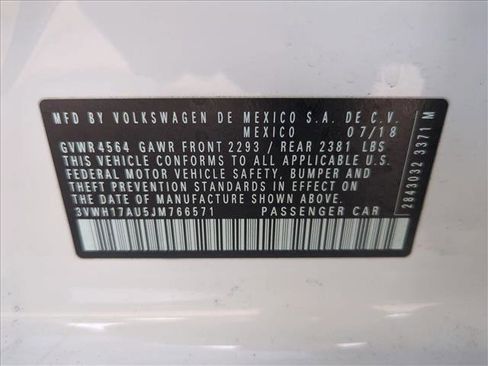 MFD BY VOLKSWAGEN DE MEXICO S.A. DE C.V.
MEXICO 07/18
GVWR 4564 GAWR FRONT 2293 / REAR 2381 LBS
THIS VEHICLE CONFORMS TO ALL APPLICABLE U.S.
FEDERAL MOTOR VEHICLE SAFETY, BUMPER AND
THEFT PREVENTION STANDARDS IN EFFECT ON
THE DATE OF MANUFACTURE SHOWN ABOVE.
3VWH17AU5JM766571 PASSENGER CAR
2843032 3371 M